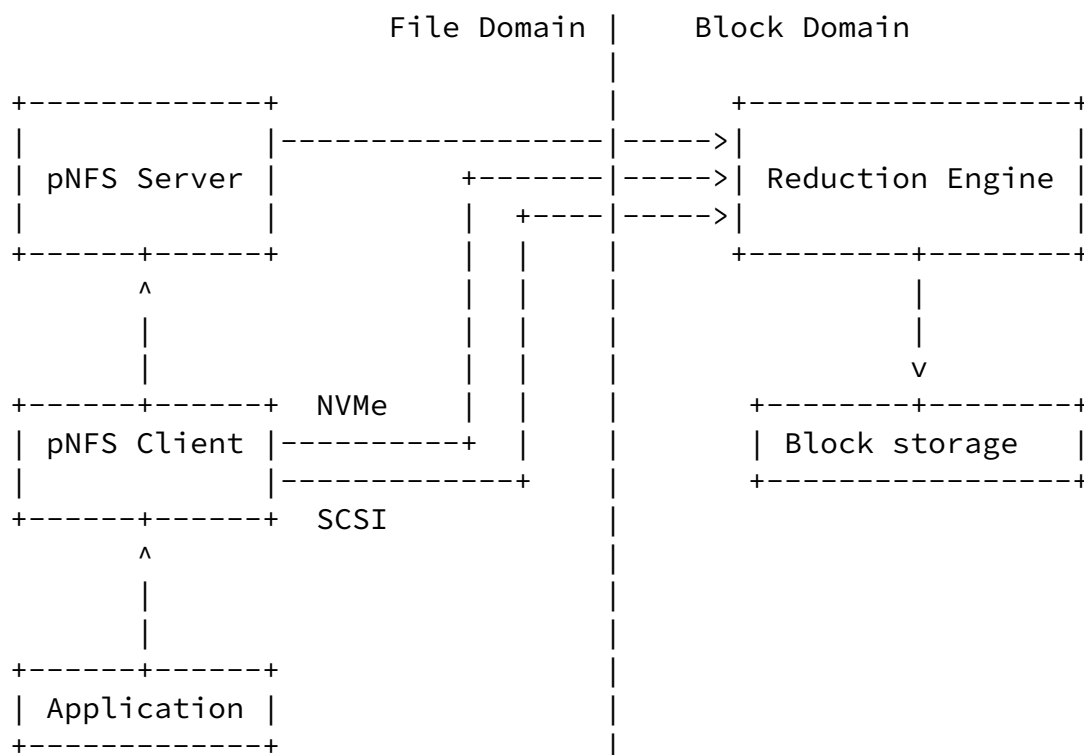 File Domain | Block Domain
pNFS Server
Reduction Engine
NVMe
pNFS Client
Block storage
SCSI
Application